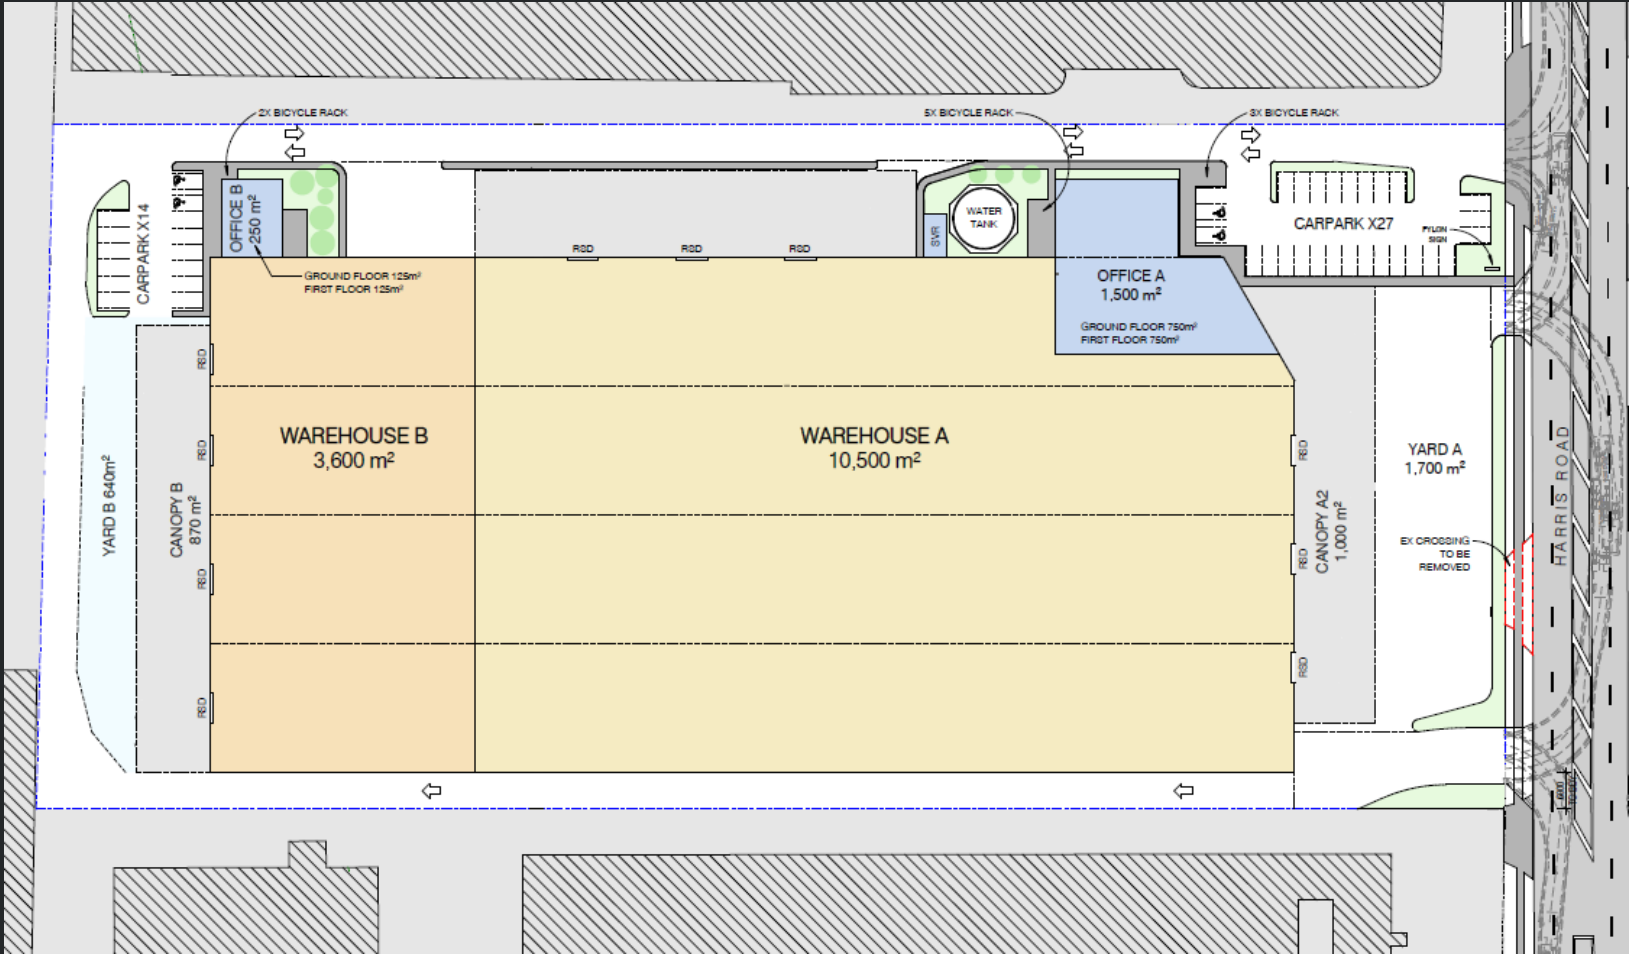 2X BICYCLE RACK
5X BICYCLE RACK
3X BICYCLE RACK
OFFICE B
250 m²
CARPARK X14
GROUND FLOOR 125m²
FIRST FLOOR 125m²
RSD
RSD
RSD
SVR
WATER
TANK
CARPARK X27
PYLON
SIGN
OFFICE A
1,500 m²
GROUND FLOOR 750m²
FIRST FLOOR 750m²
RSD
RSD
RSD
RSD
YARD B 640m²
CANOPY B
870 m²
WAREHOUSE B
3,600 m²
WAREHOUSE A
10,500 m²
RSD
RSD
RSD
CANOPY A2
1,000 m²
YARD A
1,700 m²
EX CROSSING
TO BE
REMOVED
HARRIS ROAD